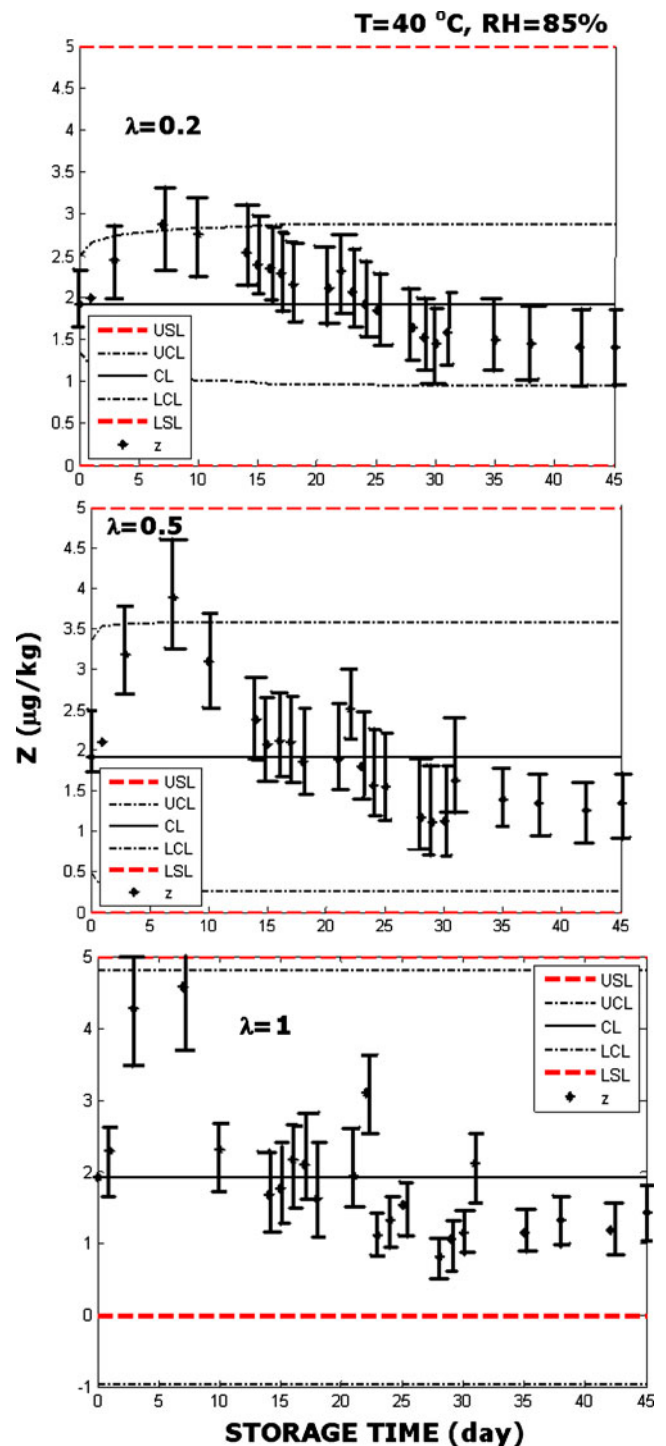 T=40 °C, RH=85%
5
4.5
4
3.5
3
2.5
2
1.5
1
0.5
0
λ=0.2
USL
UCL
CL
LCL
LSL
z
0 5 10 15 20 25 30 35 40 45
5
4.5
4
3.5
3
2.5
2
1.5
1
0.5
0
λ=0.5
USL
UCL
CL
LCL
LSL
z
0 5 10 15 20 25 30 35 40 45
Z (µg/kg)
5
4
3
2
1
0
-1
λ=1
USL
UCL
CL
LCL
LSL
z
0 5 10 15 20 25 30 35 40 45
STORAGE TIME (day)